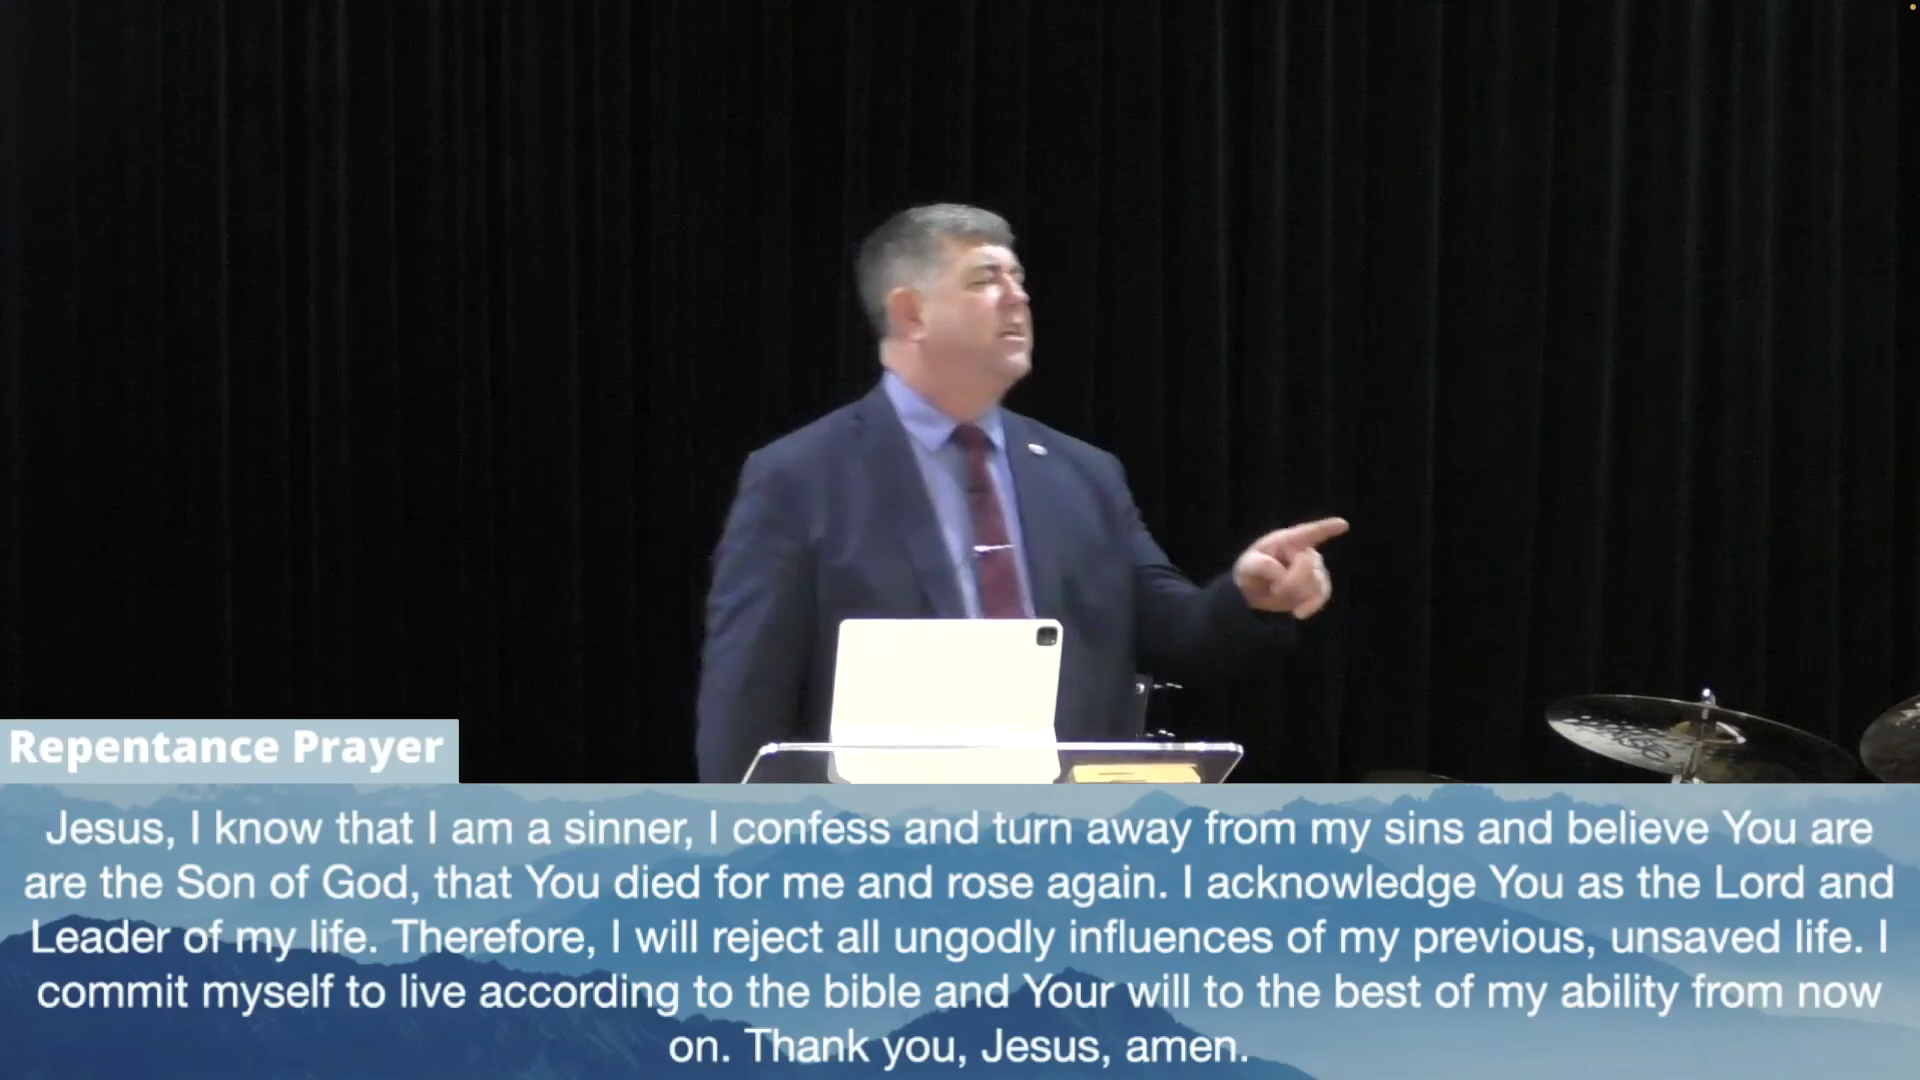 Repentance Prayer
Jesus, I know that I am a sinner, I confess and turn away from my sins and believe You are
are the Son of God, that You died for me and rose again. I acknowledge You as the Lord and
Leader of my life. Therefore, I will reject all ungodly influences of my previous, unsaved life. I
commit myself to live according to the bible and Your will to the best of my ability from now
on. Thank you, Jesus, amen.